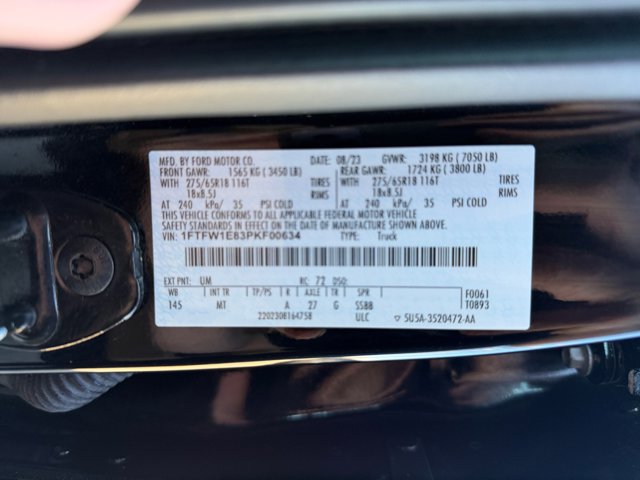 MFD. BY FORD MOTOR CO. DATE: 08/23 GVWR: 3198 KG ( 7050 LB)
FRONT GAWR: 1565 KG ( 3450 LB) REAR GAWR: 1724 KG ( 3800 LB)
WITH 275/65R18 116T TIRES WITH 275/65R18 116T TIRES
18x8.5J RIMS 18x8.5J RIMS
AT 240 kPa/ 35 PSI COLD AT 240 kPa/ 35 PSI COLD
THIS VEHICLE CONFORMS TO ALL APPLICABLE FEDERAL MOTOR VEHICLE
SAFETY STANDARDS IN EFFECT ON THE DATE OF MANUFACTURE SHOWN ABOVE.
VIN: 1FTFW1E83PKF00634 TYPE: Truck
EXT PNT: UM RC: 72 DSO: F0061
WB INT TR TP/PS R AXLE TR SPR T0893
145 MT A 27 G SSBB
2202308164758 ULC ▽ 5U5A-3520472-AA